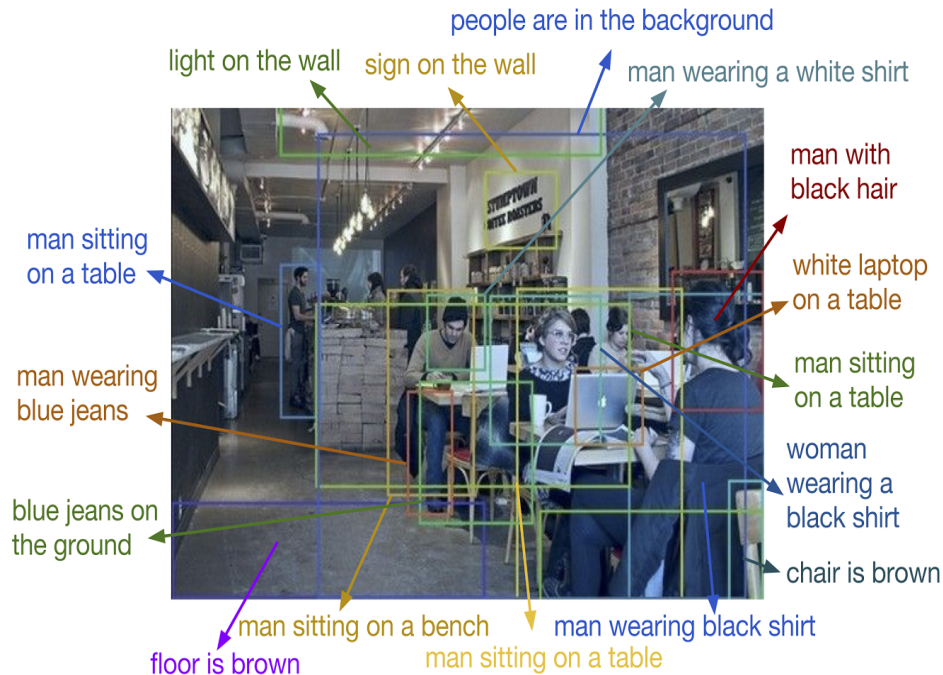 people are in the background
light on the wall
sign on the wall
man wearing a white shirt
man with
black hair
STUMPTOWN
COFFEE ROASTERS
man sitting
on a table
white laptop
on a table
man wearing
blue jeans
man sitting
on a table
woman
wearing a
black shirt
blue jeans on
the ground
chair is brown
man sitting on a bench
man wearing black shirt
floor is brown
man sitting on a table